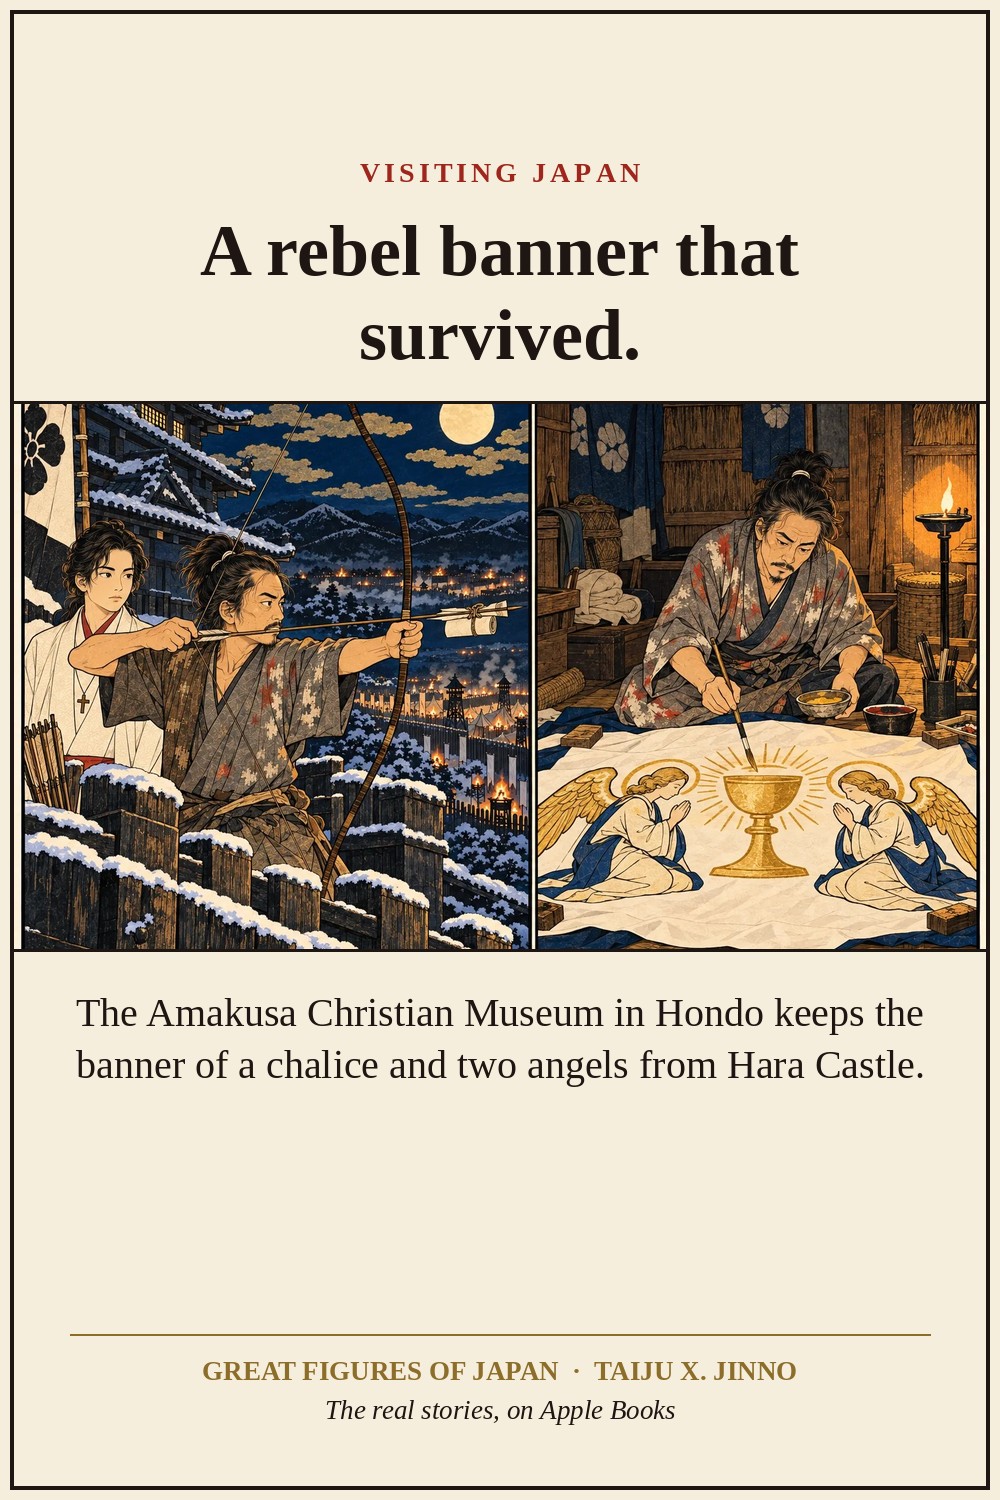 VISITING JAPAN
A rebel banner that
survived.
The Amakusa Christian Museum in Hondo keeps the
banner of a chalice and two angels from Hara Castle.
GREAT FIGURES OF JAPAN · TAIJU X. JINNO
The real stories, on Apple Books